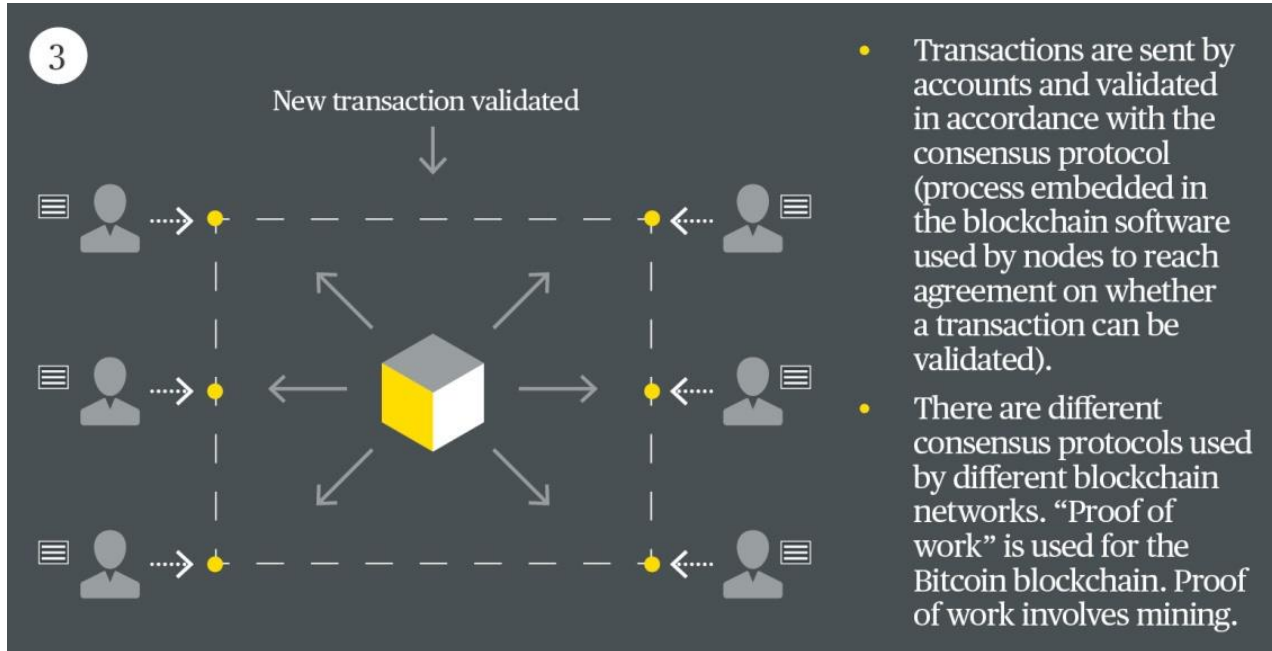 3
New transaction validated
• Transactions are sent by
accounts and validated
in accordance with the
consensus protocol
(process embedded in
the blockchain software
used by nodes to reach
agreement on whether
a transaction can be
validated).
• There are different
consensus protocols used
by different blockchain
networks. “Proof of
work” is used for the
Bitcoin blockchain. Proof
of work involves mining.